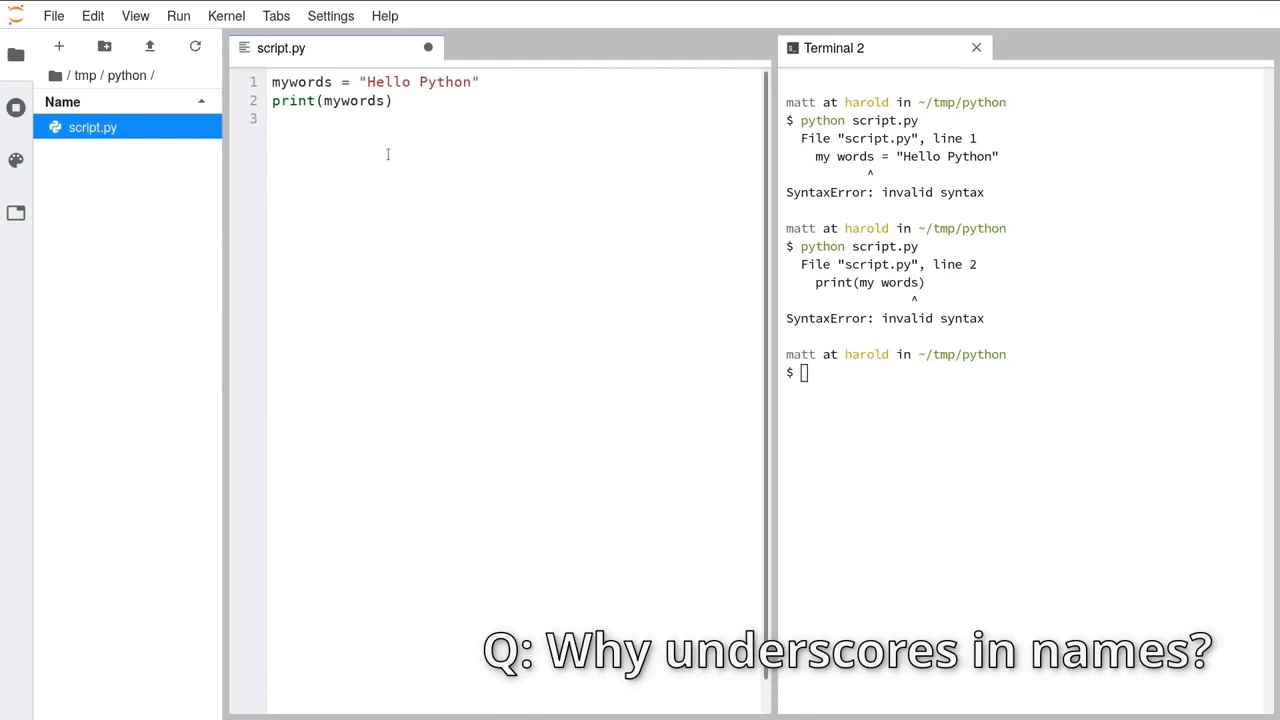 File Edit View Run Kernel Tabs Settings Help
/ tmp / python /
Name
script.py
script.py
1 mywords = "Hello Python"
2 print(mywords)
3
Terminal 2
matt at harold in ~/tmp/python
$ python script.py
File "script.py", line 1
my words = "Hello Python"
^
SyntaxError: invalid syntax
matt at harold in ~/tmp/python
$ python script.py
File "script.py", line 2
print(my words)
^
SyntaxError: invalid syntax
matt at harold in ~/tmp/python
$
Q: Why underscores in names?